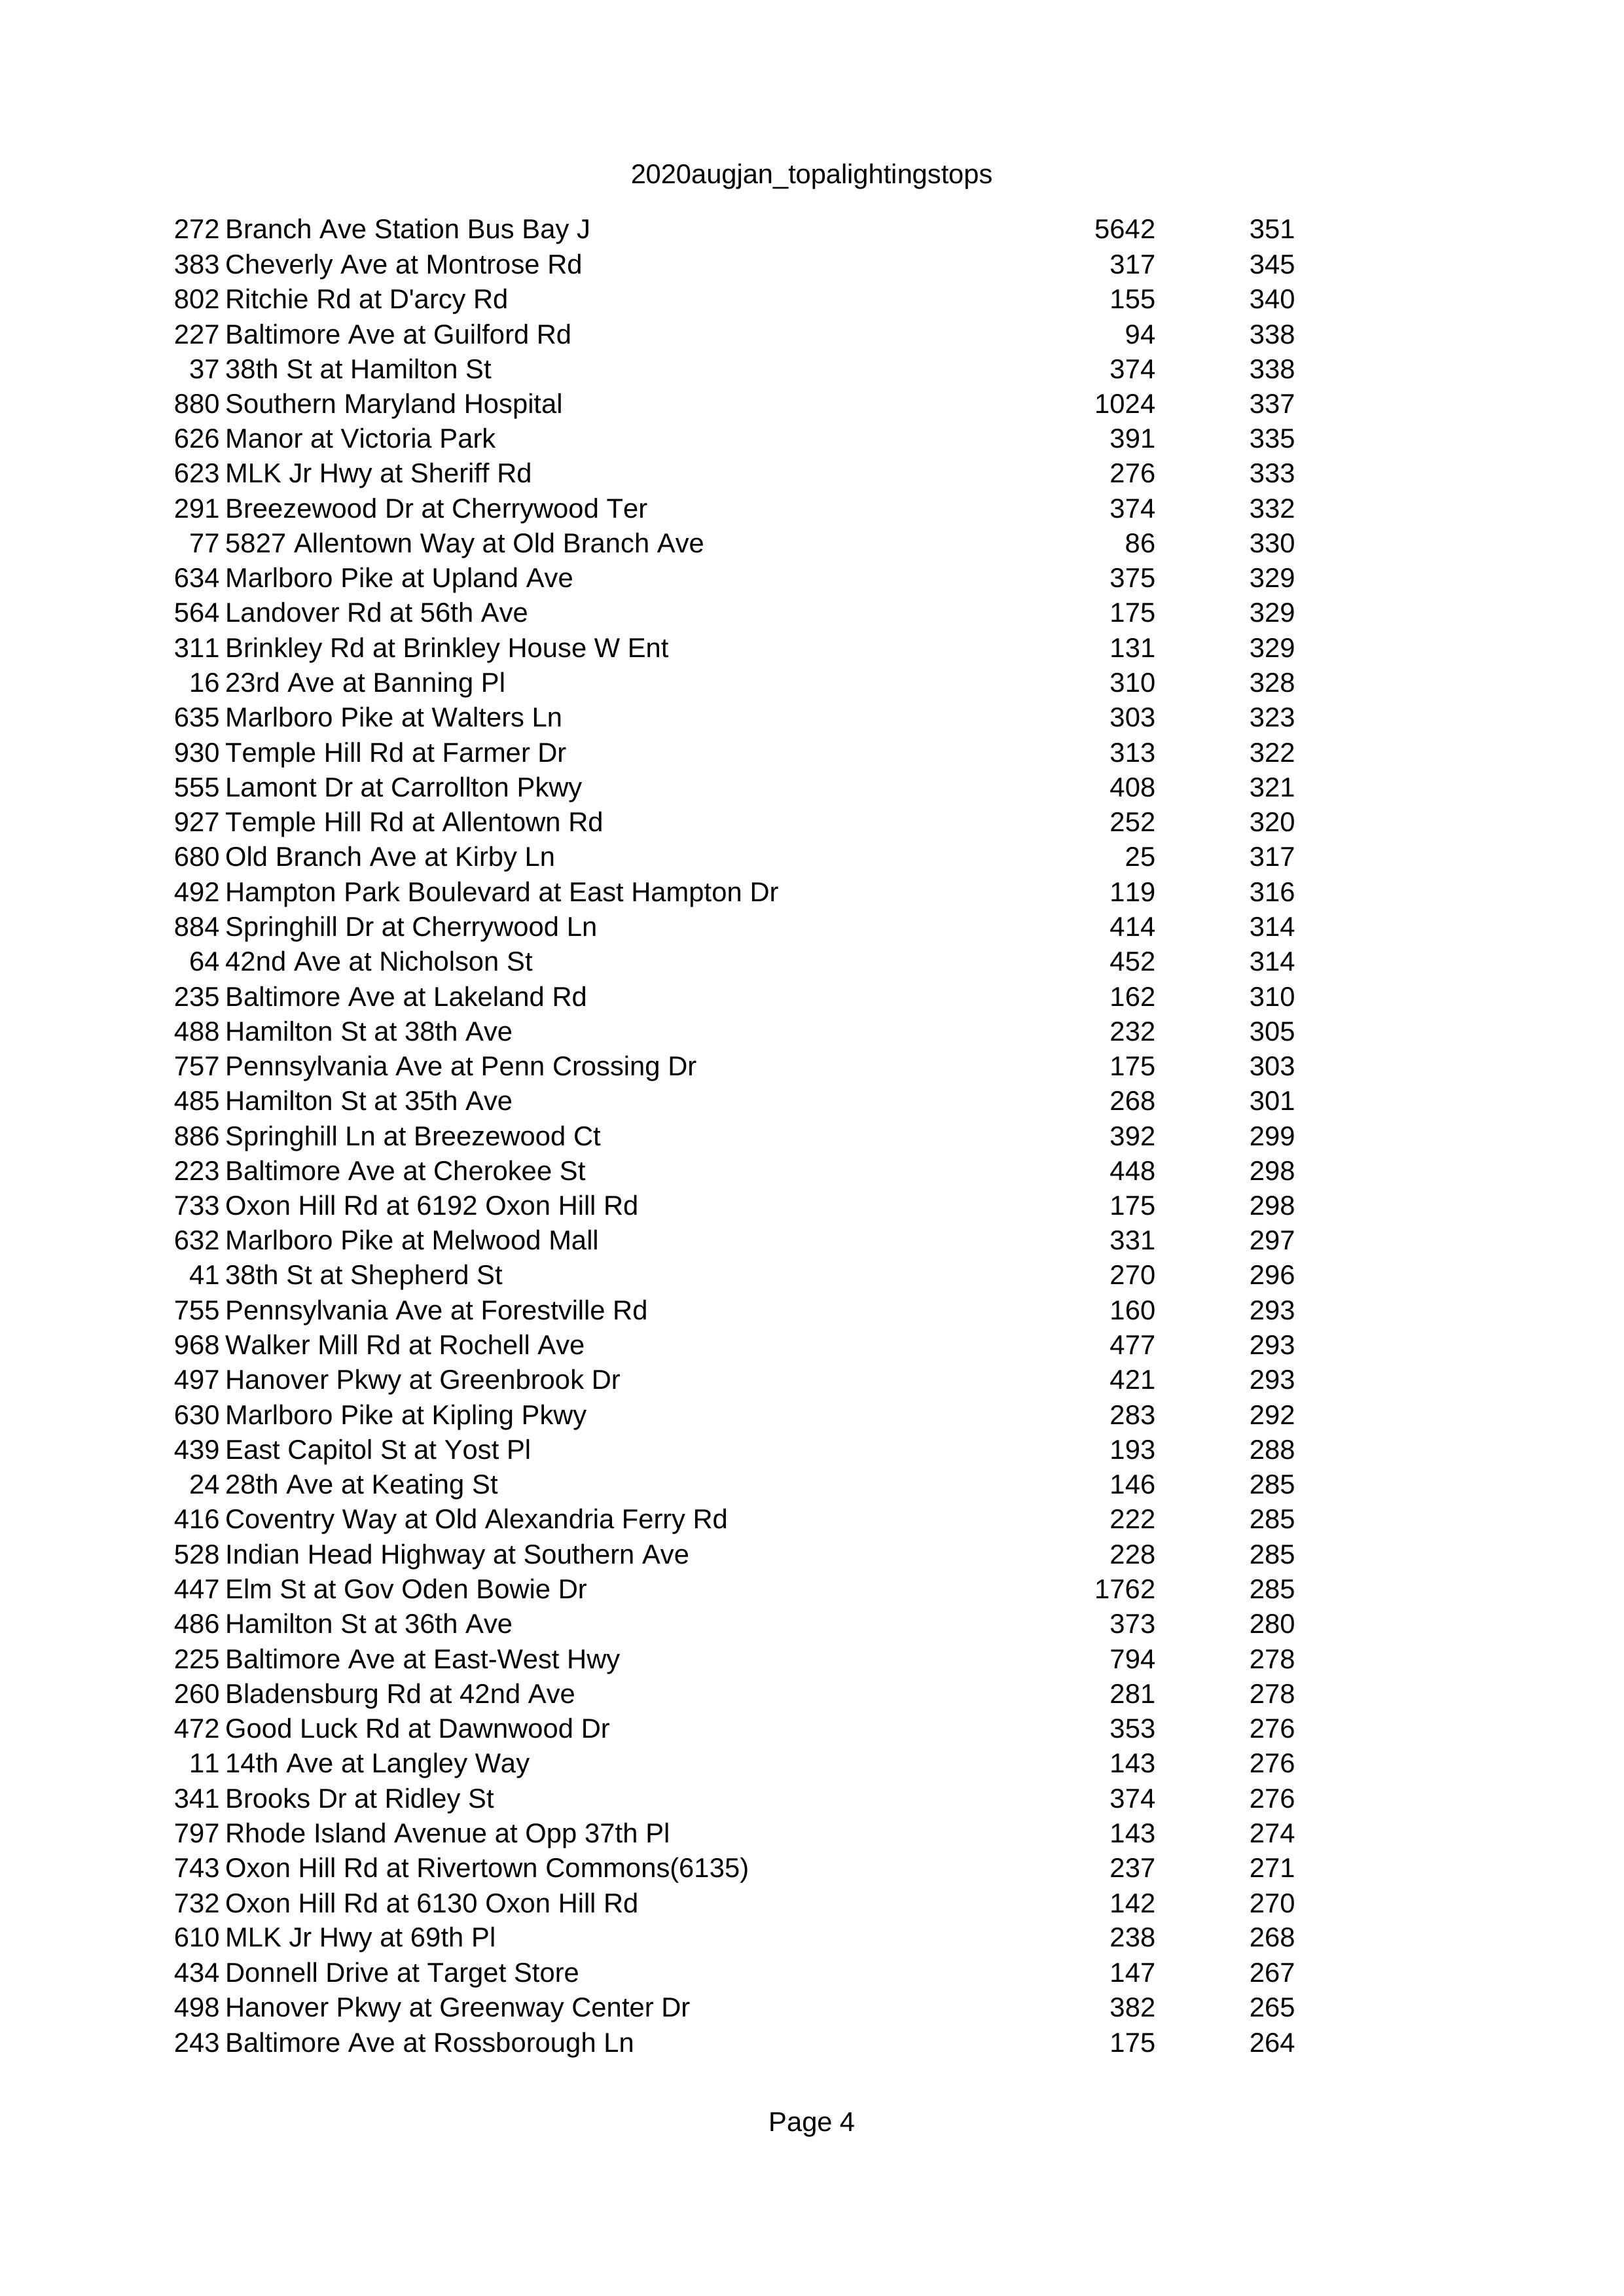 2020augjan_topalightingstops
272 Branch Ave Station Bus Bay J 5642 351
383 Cheverly Ave at Montrose Rd 317 345
802 Ritchie Rd at D'arcy Rd 155 340
227 Baltimore Ave at Guilford Rd 94 338
37 38th St at Hamilton St 374 338
880 Southern Maryland Hospital 1024 337
626 Manor at Victoria Park 391 335
623 MLK Jr Hwy at Sheriff Rd 276 333
291 Breezewood Dr at Cherrywood Ter 374 332
77 5827 Allentown Way at Old Branch Ave 86 330
634 Marlboro Pike at Upland Ave 375 329
564 Landover Rd at 56th Ave 175 329
311 Brinkley Rd at Brinkley House W Ent 131 329
16 23rd Ave at Banning Pl 310 328
635 Marlboro Pike at Walters Ln 303 323
930 Temple Hill Rd at Farmer Dr 313 322
555 Lamont Dr at Carrollton Pkwy 408 321
927 Temple Hill Rd at Allentown Rd 252 320
680 Old Branch Ave at Kirby Ln 25 317
492 Hampton Park Boulevard at East Hampton Dr 119 316
884 Springhill Dr at Cherrywood Ln 414 314
64 42nd Ave at Nicholson St 452 314
235 Baltimore Ave at Lakeland Rd 162 310
488 Hamilton St at 38th Ave 232 305
757 Pennsylvania Ave at Penn Crossing Dr 175 303
485 Hamilton St at 35th Ave 268 301
886 Springhill Ln at Breezewood Ct 392 299
223 Baltimore Ave at Cherokee St 448 298
733 Oxon Hill Rd at 6192 Oxon Hill Rd 175 298
632 Marlboro Pike at Melwood Mall 331 297
41 38th St at Shepherd St 270 296
755 Pennsylvania Ave at Forestville Rd 160 293
968 Walker Mill Rd at Rochell Ave 477 293
497 Hanover Pkwy at Greenbrook Dr 421 293
630 Marlboro Pike at Kipling Pkwy 283 292
439 East Capitol St at Yost Pl 193 288
24 28th Ave at Keating St 146 285
416 Coventry Way at Old Alexandria Ferry Rd 222 285
528 Indian Head Highway at Southern Ave 228 285
447 Elm St at Gov Oden Bowie Dr 1762 285
486 Hamilton St at 36th Ave 373 280
225 Baltimore Ave at East-West Hwy 794 278
260 Bladensburg Rd at 42nd Ave 281 278
472 Good Luck Rd at Dawnwood Dr 353 276
11 14th Ave at Langley Way 143 276
341 Brooks Dr at Ridley St 374 276
797 Rhode Island Avenue at Opp 37th Pl 143 274
743 Oxon Hill Rd at Rivertown Commons(6135) 237 271
732 Oxon Hill Rd at 6130 Oxon Hill Rd 142 270
610 MLK Jr Hwy at 69th Pl 238 268
434 Donnell Drive at Target Store 147 267
498 Hanover Pkwy at Greenway Center Dr 382 265
243 Baltimore Ave at Rossborough Ln 175 264
Page 4